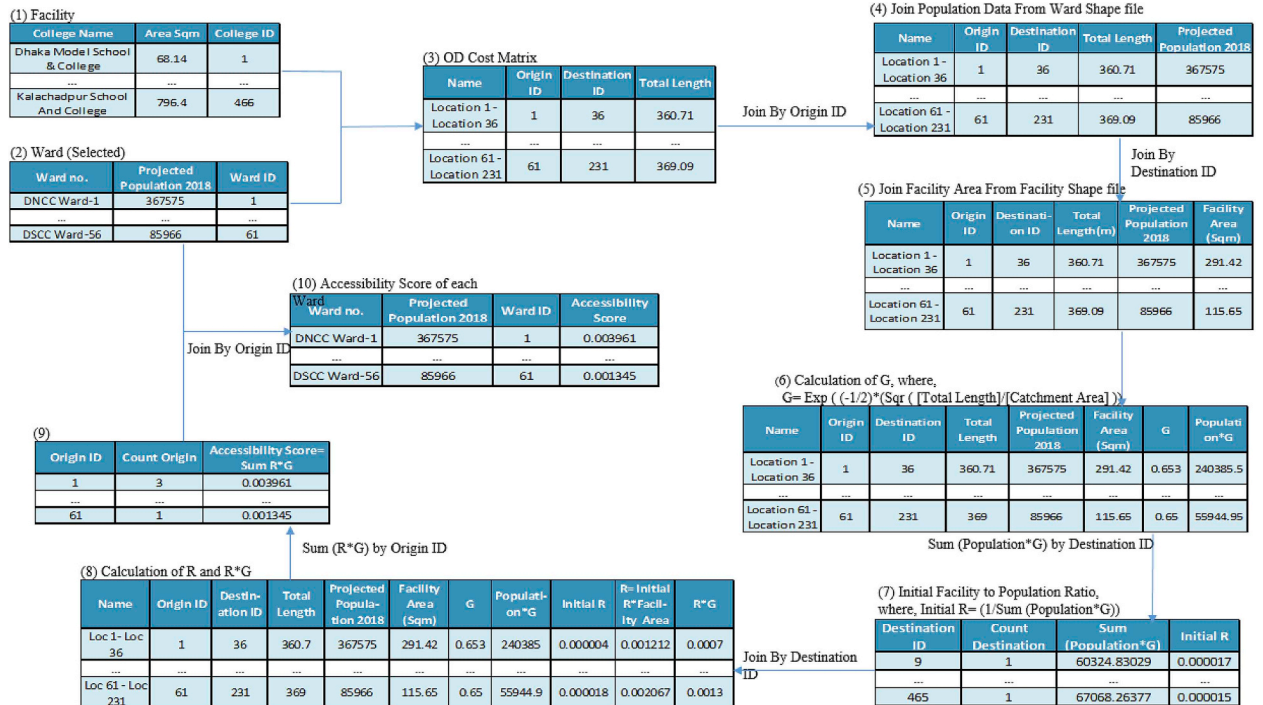 (1) Facility
College Name Area Sqm College ID
Dhaka Model School
& College 68.14 1
... ... ...
Kalachadpur School
And College 796.4 466
(2) Ward (Selected)
Ward no. Projected
Population 2018 Ward ID
DNCC Ward-1 367575 1
... ... ...
DSCC Ward-56 85966 61
(3) OD Cost Matrix
Name Origin
ID Destination
ID Total Length
Location 1-
Location 36 1 36 360.71
... ... ... ...
Location 61-
Location 231 61 231 369.09
Join By Origin ID
(4) Join Population Data From Ward Shape file
Name Origin
ID Destination
ID Total Length Projected
Population 2018
Location 1-
Location 36 1 36 360.71 367575
... ... ... ... ...
Location 61 -
Location 231 61 231 369.09 85966
Join By
Destination ID
(5) Join Facility Area From Facility Shape file
Name Origin
ID Destinati-
on ID Total
Length(m) Projected
Population
2018 Facility
Area
(Sqm)
Location 1-
Location 36 1 36 360.71 367575 291.42
... ... ... ... ... ...
Location 61-
Location 231 61 231 369.09 85966 115.65
(6) Calculation of G, where,
G= Exp ( (-1/2)*(Sqr ( [Total Length]/[Catchment Area] ))
Name Origin
ID Destination
ID Total
Length Projected
Population
2018 Facility
Area
(Sqm) G Populati
on*G
Location 1-
Location 36 1 36 360.71 367575 291.42 0.653 240385.5
... ... ... ... ... ... ... ...
Location 61 -
Location 231 61 231 369 85966 115.65 0.65 55944.95
Sum (Population*G) by Destination ID
(7) Initial Facility to Population Ratio,
where, Initial R= (1/Sum (Population*G))
Destination
ID Count
Destination Sum
(Population*G) Initial R
9 1 60324.83029 0.000017
... ... ... ...
465 1 67068.26377 0.000015
Join By Destination
ID
(8) Calculation of R and R*G
Name Origin ID Destin-
ation ID Total
Length Projected
Popula-
tion 2018 Facility
Area
(Sqm) G Populati-
on*G Initial R R= Initial
R*Facil-
ity Area R*G
Loc 1- Loc
36 1 36 360.7 367575 291.42 0.653 240385 0.000004 0.001212 0.0007
... ... ... ... ... ... ... ... ... ... ...
Loc 61 - Loc
231 61 231 369 85966 115.65 0.65 55944.9 0.000018 0.002067 0.0013
Sum (R*G) by Origin ID
(9)
Origin ID Count Origin Accessibility Score=
Sum R*G
1 3 0.003961
... ... ...
61 1 0.001345
Join By Origin ID
(10) Accessibility Score of each
Ward
Ward no. Projected
Population 2018 Ward ID Accessibility
Score
DNCC Ward-1 367575 1 0.003961
... ... ... ...
DSCC Ward-56 85966 61 0.001345